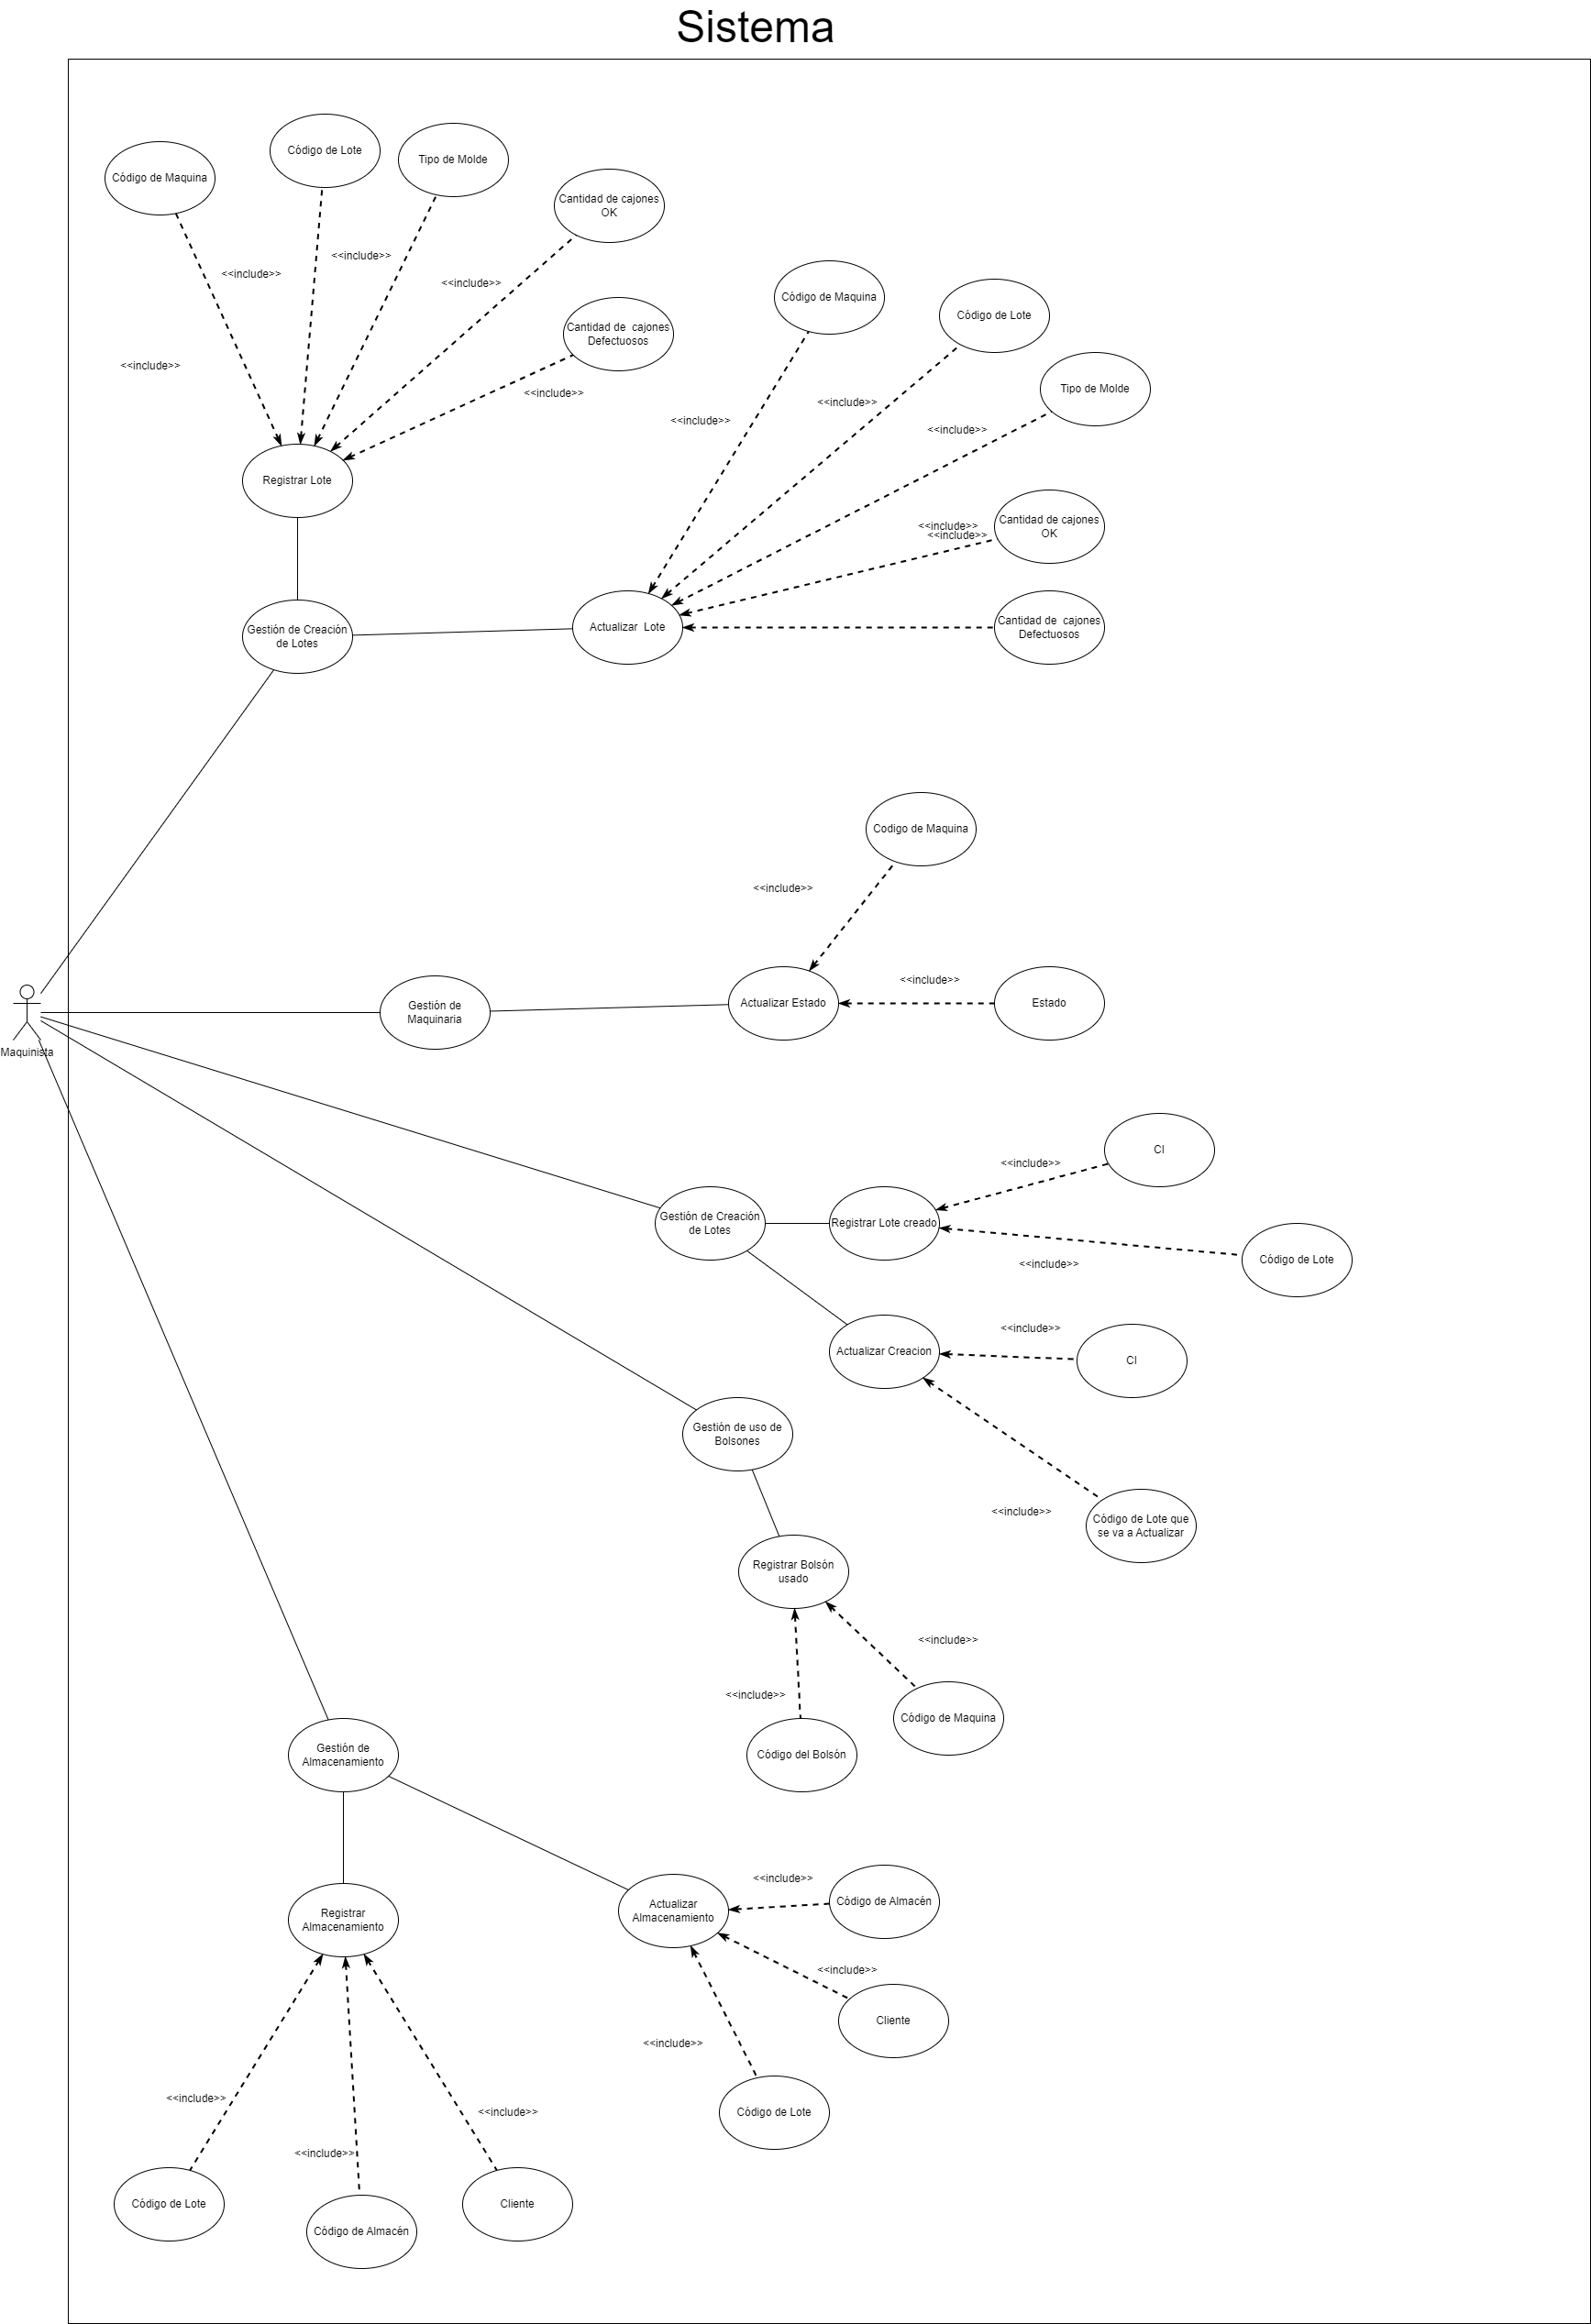 Sistema
Código de Lote
Tipo de Molde
Código de Maquina
Cantidad de cajones
OK
<<include>>
<<include>>
<<include>>
Código de Maquina
Código de Lote
Cantidad de  cajones
Defectuosos
<<include>>
<<include>>
Tipo de Molde
<<include>>
<<include>>
<<include>>
Registrar Lote
Cantidad de cajones
OK
<<include>>
<<include>>
Gestión de Creación
de Lotes
Actualizar  Lote
Cantidad de  cajones
Defectuosos
Codigo de Maquina
<<include>>
<<include>>
Gestión de
Maquinaria
Actualizar Estado
Estado
Maquinista
CI
<<include>>
Gestión de Creación
de Lotes
Registrar Lote creado
Código de Lote
<<include>>
<<include>>
Actualizar Creacion
CI
Gestión de uso de
Bolsones
<<include>>
Código de Lote que
se va a Actualizar
Registrar Bolsón
usado
<<include>>
<<include>>
Código de Maquina
Gestión de
Almacenamiento
Código del Bolsón
<<include>>
Código de Almacén
Registrar
Almacenamiento
Actualizar
Almacenamiento
<<include>>
Cliente
<<include>>
<<include>>
<<include>>
Código de Lote
<<include>>
Código de Lote
Código de Almacén
Cliente